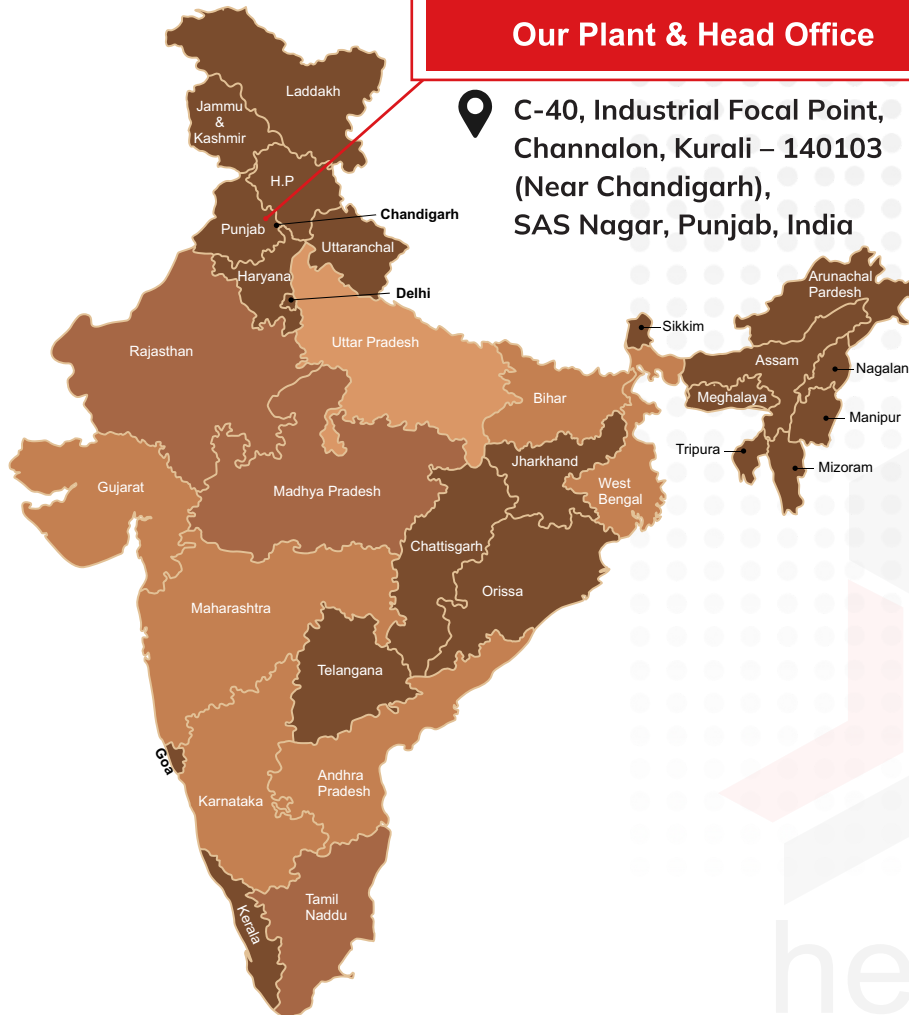 Our Plant & Head Office
C-40, Industrial Focal Point,
Channalon, Kurali – 140103
(Near Chandigarh),
SAS Nagar, Punjab, India
Laddakh
Jammu
&
Kashmir
H.P
Punjab
Chandigarh
Uttaranchal
Haryana
Delhi
Arunachal
Pardesh
Sikkim
Rajasthan
Uttar Pradesh
Assam
Nagalan
Bihar
Meghalaya
Manipur
Tripura
Jharkhand
Mizoram
Gujarat
Madhya Pradesh
West
Bengal
Chattisgarh
Orissa
Maharashtra
Telangana
Goa
Andhra
Pradesh
Karnataka
Tamil
Naddu
Kerala
he